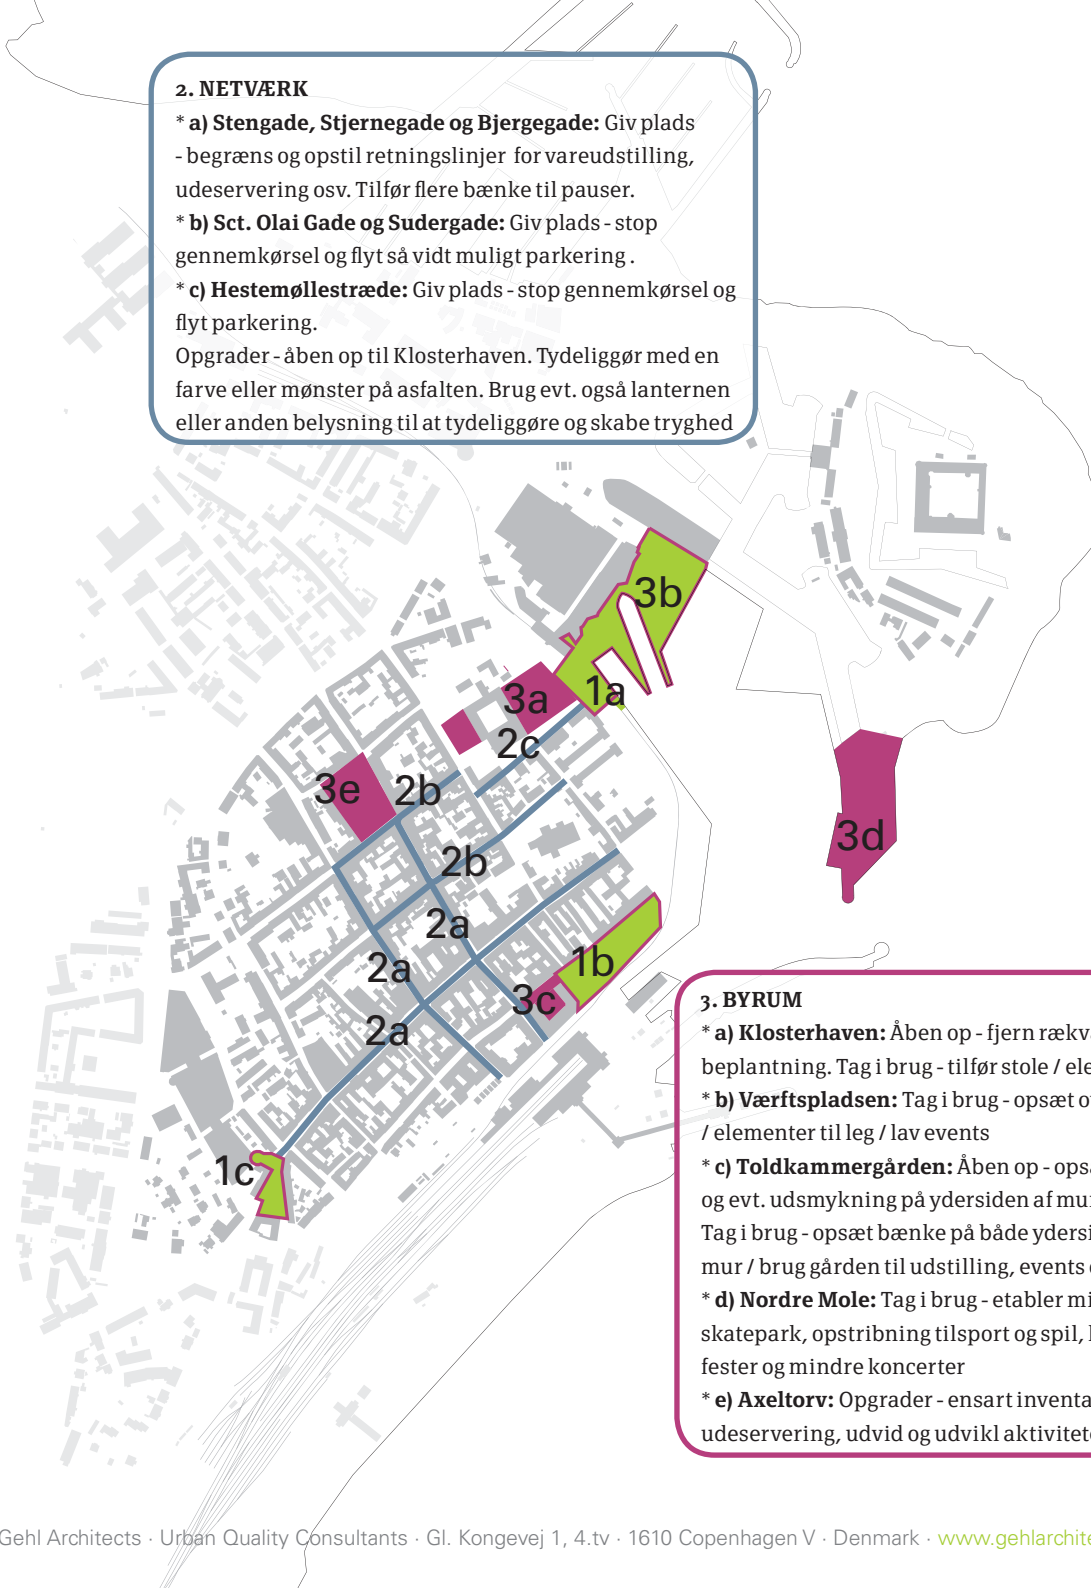 2. NETVÆRK
* a) Stengade, Stjernegade og Bjergegade: Giv plads
- begræns og opstil retningslinjer for vareudstilling,
udeservering osv. Tilfør flere bænke til pauser.
* b) Sct. Olai Gade og Sudergade: Giv plads - stop
gennemkørsel og flyt så vidt muligt parkering .
* c) Hestemøllestræde: Giv plads - stop gennemkørsel og
flyt parkering.
Opgrader - åben op til Klosterhaven. Tydeliggør med en
farve eller mønster på asfalten. Brug evt. også lanternen
eller anden belysning til at tydeliggøre og skabe tryghed
3b
1a
3a
2c
3e
2b
3d
2b
2a
1b
2a
3c
2a
1c
3. BYRUM
* a) Klosterhaven: Åben op - fjern rækv
beplantning. Tag i brug - tilfør stole / ele
* b) Værftspladsen: Tag i brug - opsæt o
/ elementer til leg / lav events
* c) Toldkammergården: Åben op - ops
og evt. udsmykning på ydersiden af mu
Tag i brug - opsæt bænke på både ydersi
mur / brug gården til udstilling, events
* d) Nordre Mole: Tag i brug - etabler mi
skatepark, opstribning tilsport og spil,
fester og mindre koncerter
* e) Axeltorv: Opgrader - ensart inventa
udeservering, udvid og udvikl aktivitet
Gehl Architects · Urban Quality Consultants · Gl. Kongevej 1, 4.tv · 1610 Copenhagen V · Denmark · www.gehlarchite